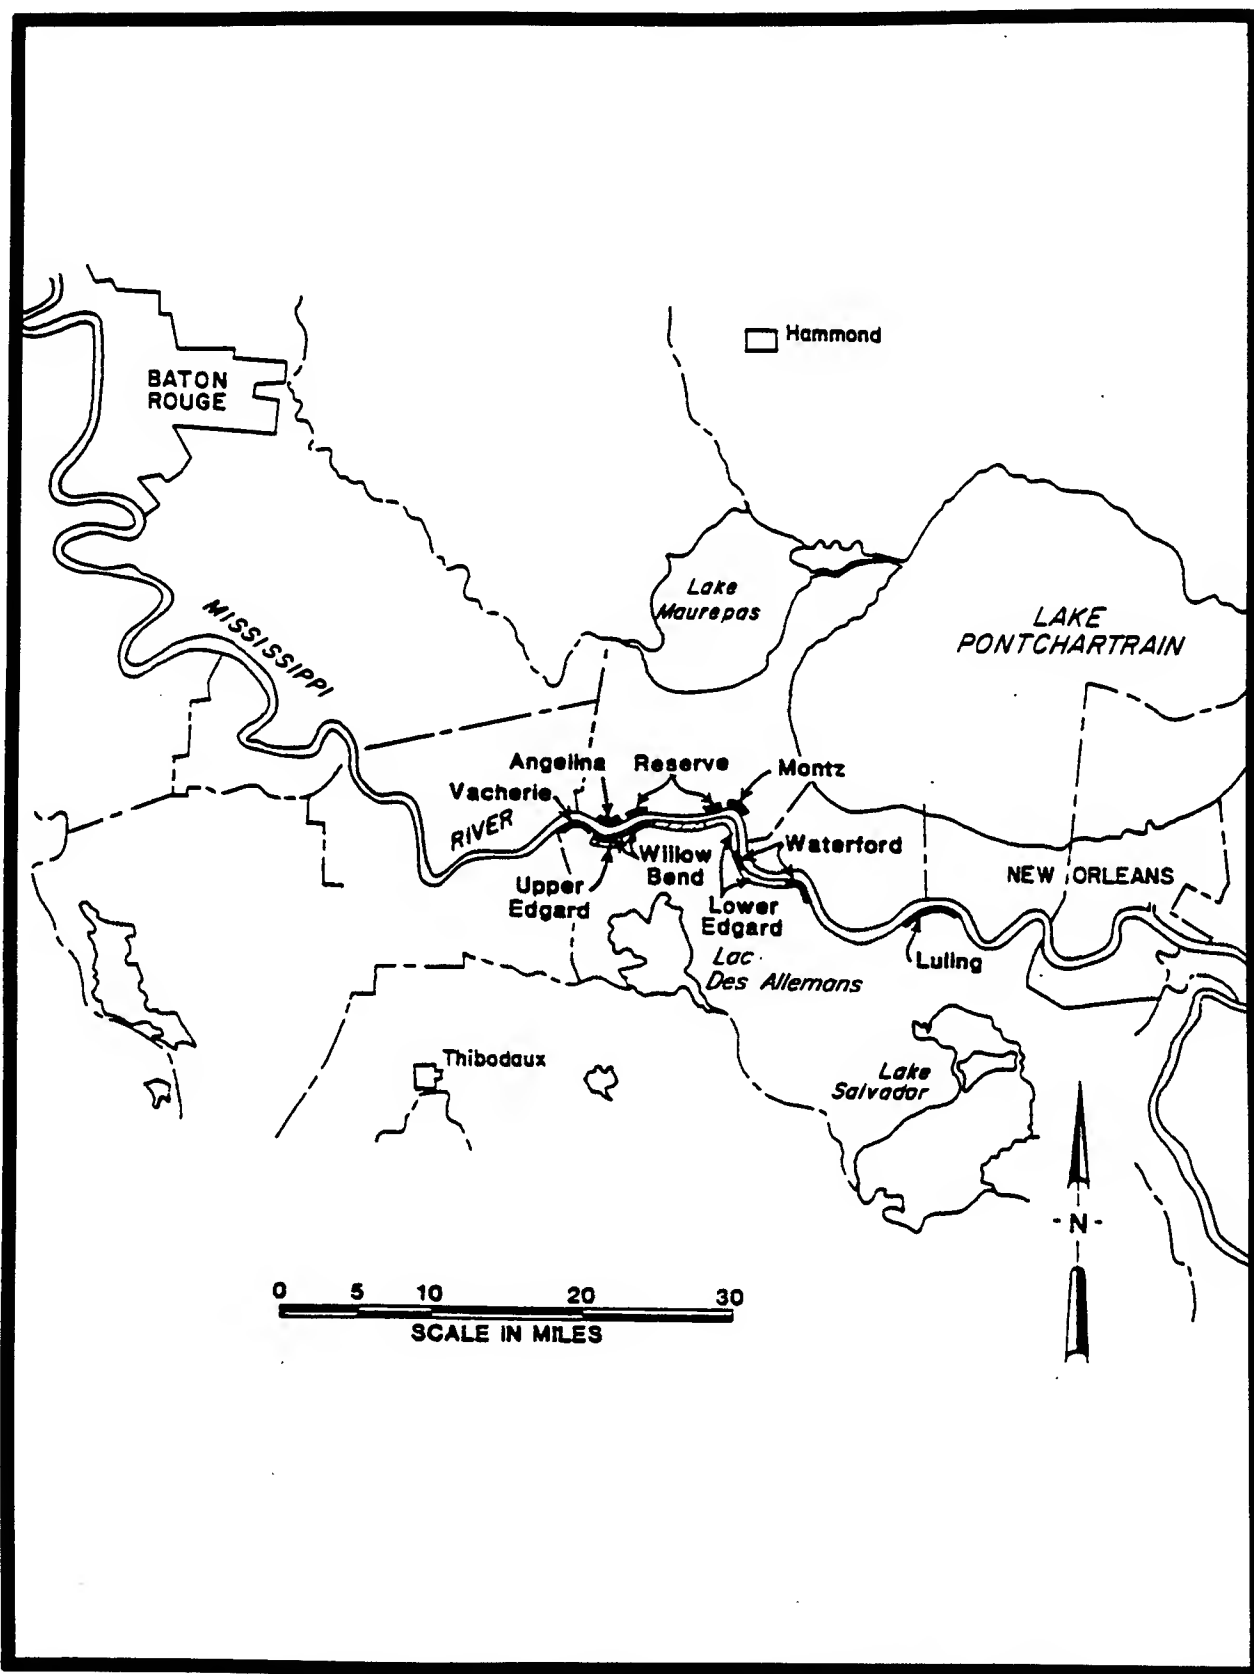 Hammond
BATON
ROUGE
Lake
Maurepas
MISSISSIPPI
LAKE
PONTCHARTRAIN
Angelina
Reserve
Montz
Vacherie
RIVER
Willow
Bend
Waterford
Upper
Edgard
Lower
Edgard
NEW ORLEANS
Luling
Lac
Des Allemans
Thibodaux
Lake
Salvador
- N -
0 5 10 20 30
SCALE IN MILES